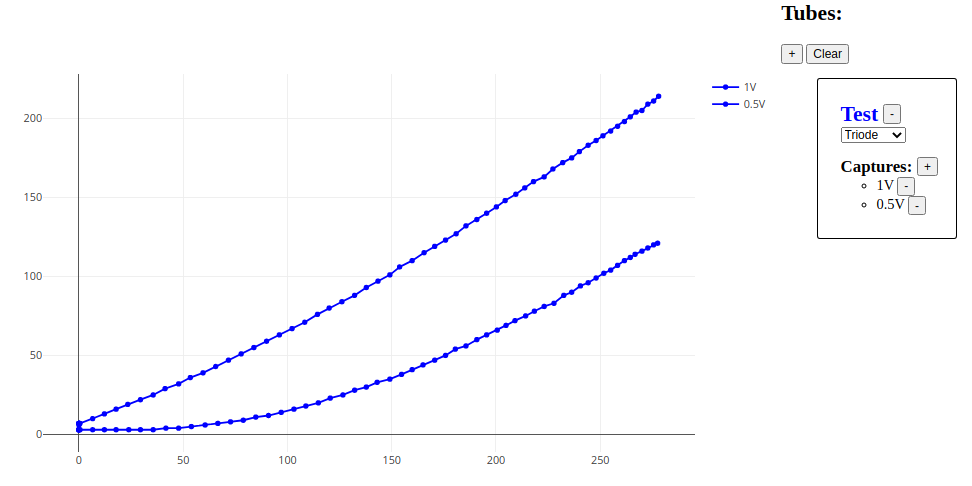 Tubes:
+ Clear
Test -
Triode
Captures: +
1V -
0.5V -
1V
0.5V
200
150
100
50
0
0 50 100 150 200 250